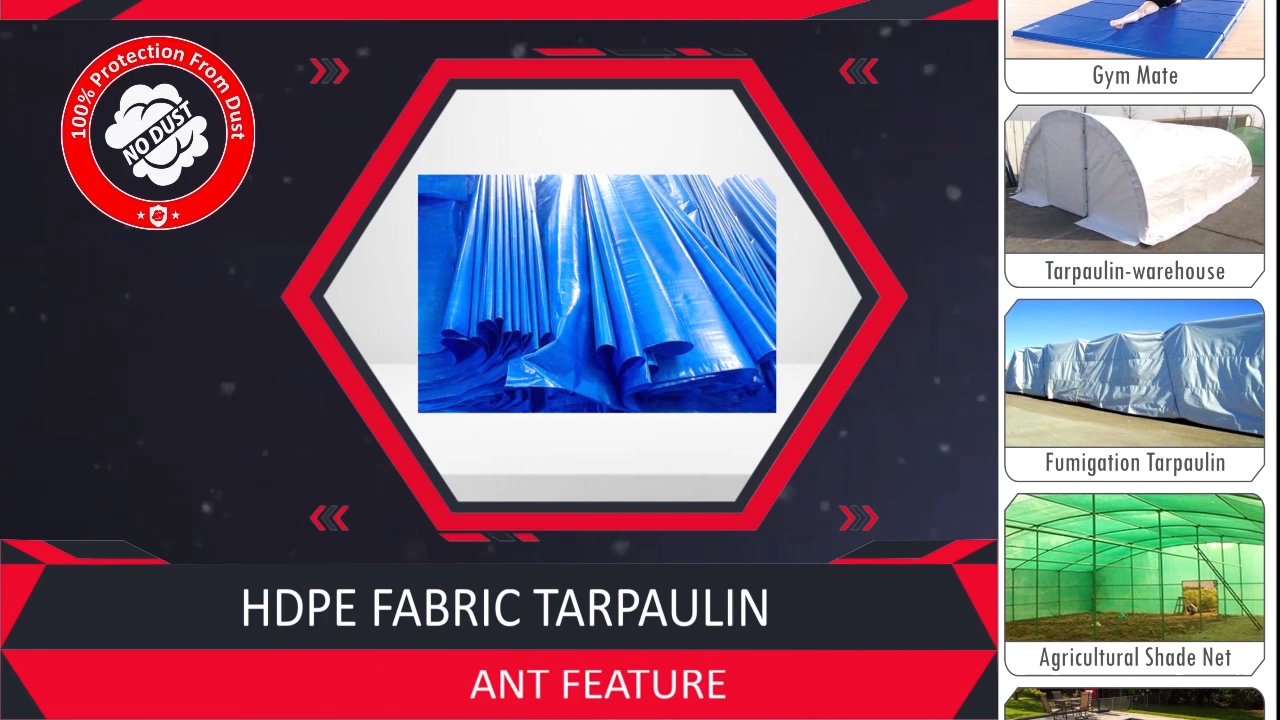 100% Protection From Dust
NO DUST
HDPE FABRIC TARPAULIN
ANT FEATURE
Gym Mate
Tarpaulin-warehouse
Fumigation Tarpaulin
Agricultural Shade Net